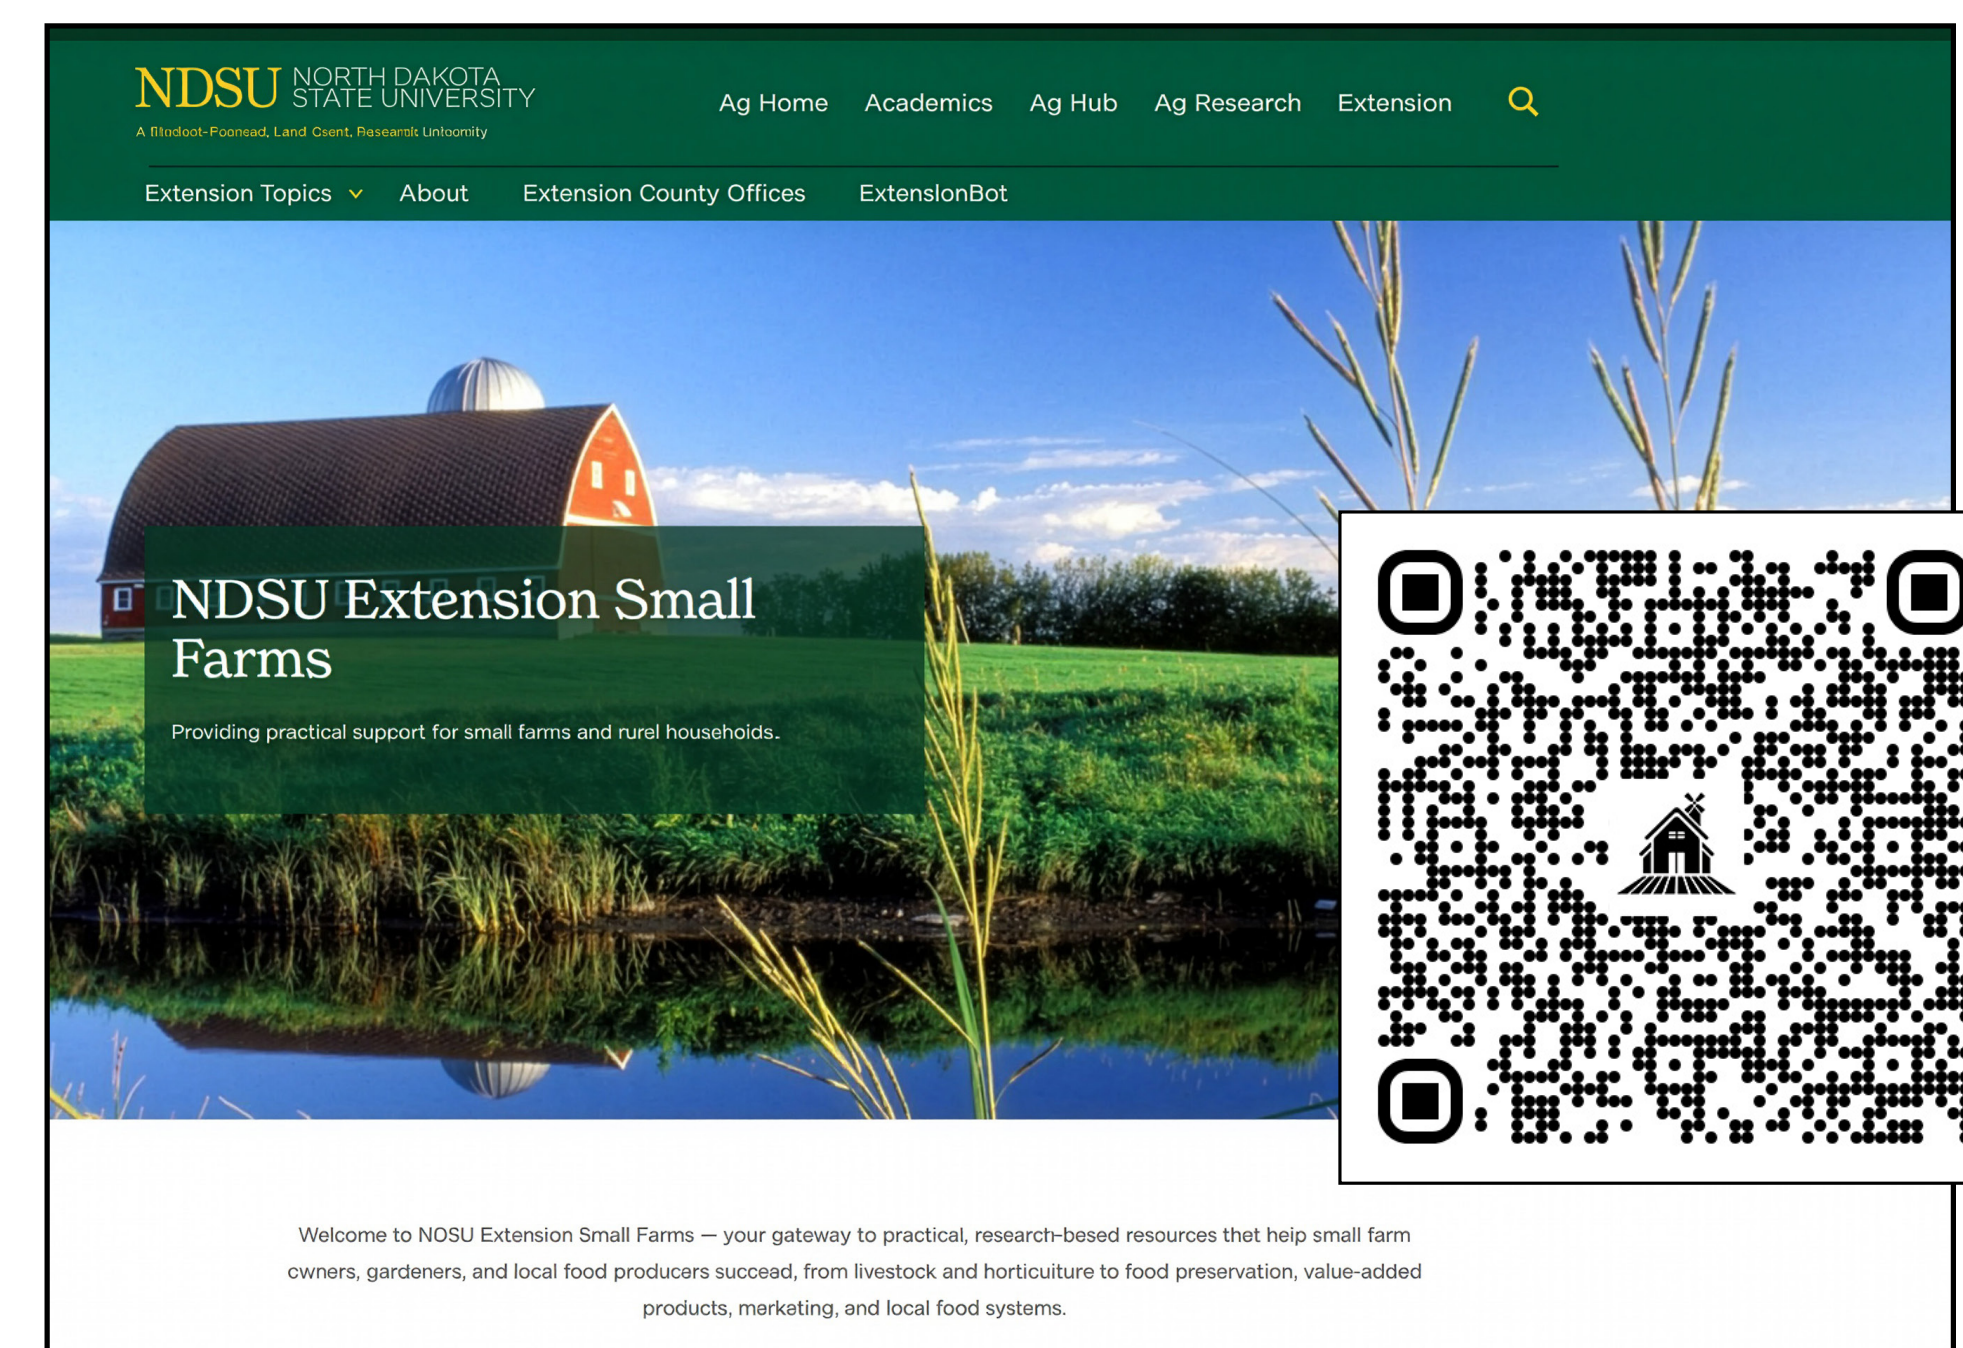 NDSU NORTH DAKOTA
STATE UNIVERSITY
Ag Home Academics Ag Hub Ag Research Extension
A Land
Extension Topics About Extension County Offices ExtensIonBot
NDSU Extension Small
Farms
Providing practical support for small farms and rurel househoids.
Welcome to NOSU Extension Small Farms — your gateway to practical, research-besed resources thet heip small farm
cwners, gardeners, and local food producers succead, from livestock and horticuiture to food preservation, value-added
products, merketing, and local food systems.